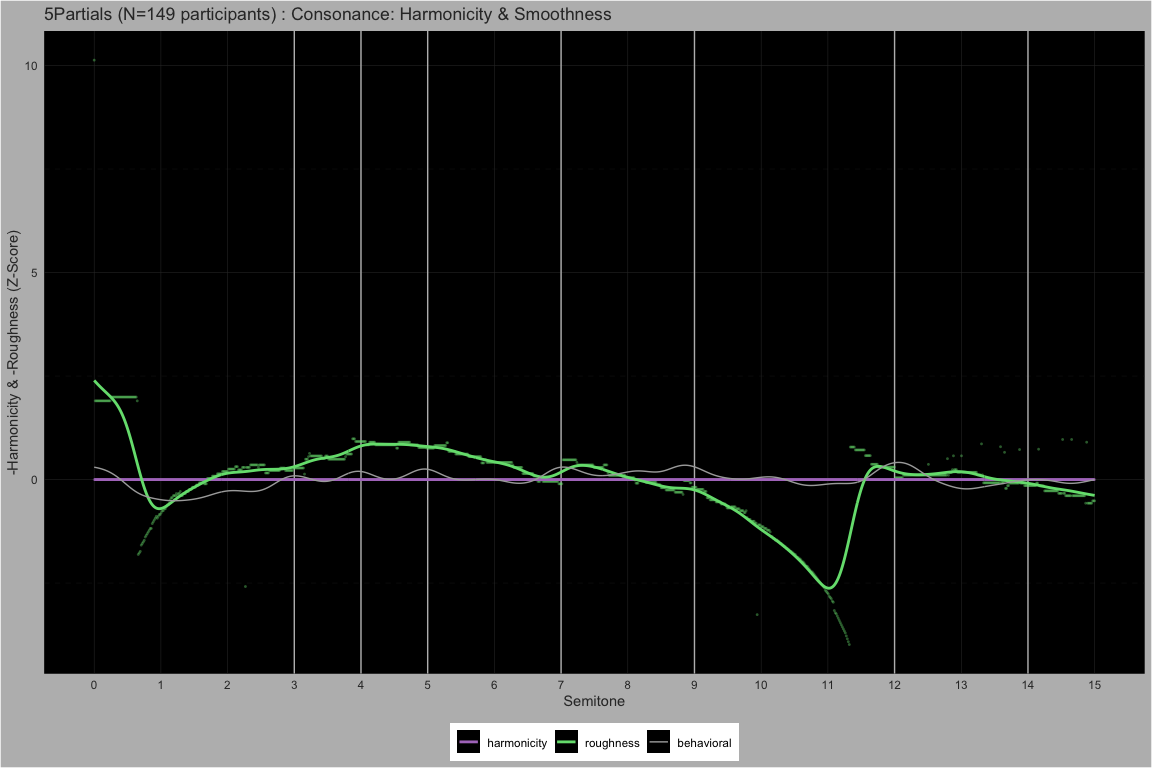 5Partials (N=149 participants) : Consonance: Harmonicity & Smoothness
-Harmonicity & -Roughness (Z-Score)
10
5
0
0 1 2 3 4 5 6 7 8 9 10 11 12 13 14 15
Semitone
harmonicity roughness behavioral